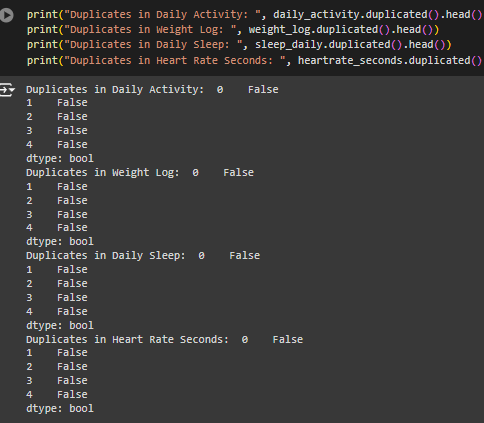 print("Duplicates in Daily Activity: ", daily_activity.duplicated().head()
print("Duplicates in Weight Log: ", weight_log.duplicated().head())
print("Duplicates in Daily Sleep: ", sleep_daily.duplicated().head())
print("Duplicates in Heart Rate Seconds: ", heartrate_seconds.duplicated()
Duplicates in Daily Activity:  0    False
1    False
2    False
3    False
4    False
dtype: bool
Duplicates in Weight Log:  0    False
1    False
2    False
3    False
4    False
dtype: bool
Duplicates in Daily Sleep:  0    False
1    False
2    False
3    False
4    False
dtype: bool
Duplicates in Heart Rate Seconds:  0    False
1    False
2    False
3    False
4    False
dtype: bool